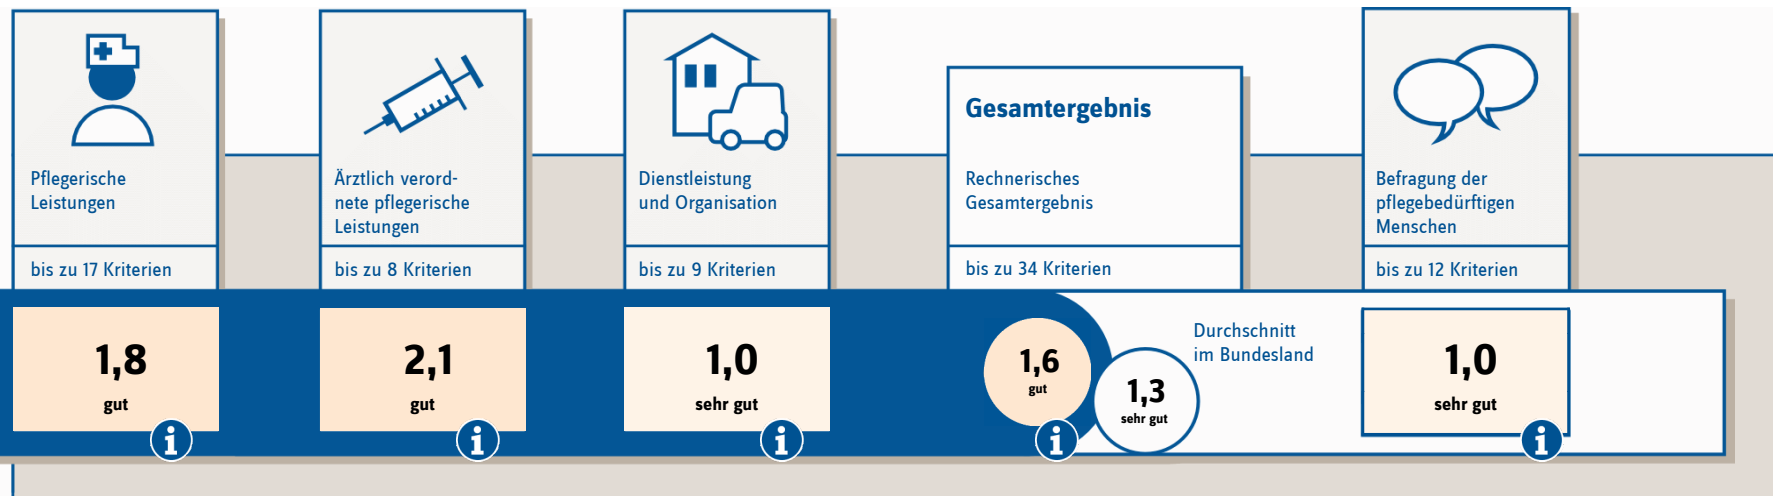 Pflegerische
Leistungen
bis zu 17 Kriterien
1,8
gut
i
Ärztlich verord-
nete pflegerische
Leistungen
bis zu 8 Kriterien
2,1
gut
i
Dienstleistung
und Organisation
bis zu 9 Kriterien
1,0
sehr gut
i
Gesamtergebnis
Rechnerisches
Gesamtergebnis
bis zu 34 Kriterien
1,6
gut
i
1,3
sehr gut
Durchschnitt
im Bundesland
Befragung der
pflegebedürftigen
Menschen
bis zu 12 Kriterien
1,0
sehr gut
i